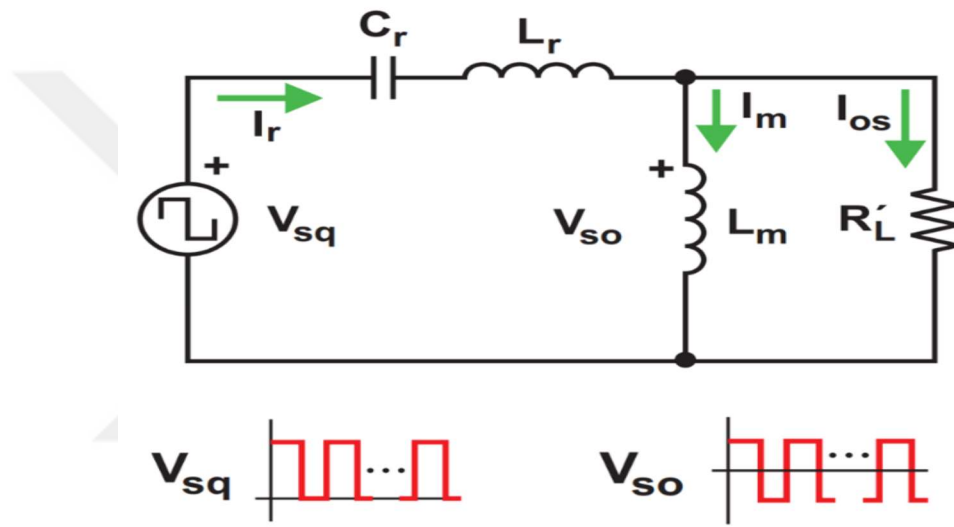 Cr Lr
Ir
Im Ios
+ +
Vsq Vso Lm R´L
Vsq Vso